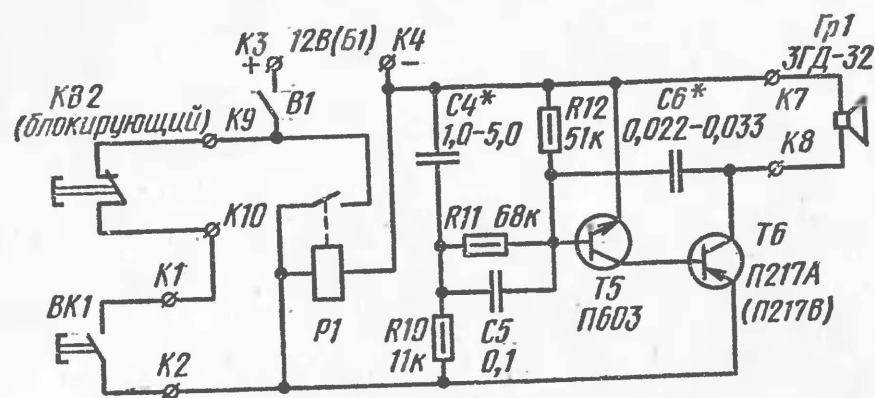 К3
12В(Б1)
К4
+
-
В1
КВ2
(блокирующий)
К9
К10
К1
ВК1
К2
Р1
С4*
1,0-5,0
R12
51к
С6*
0,022-0,033
Гр1
3ГД-32
К7
К8
R11 68к
С5
0,1
R10
11к
Т5
П603
Т6
П217А
(П217В)